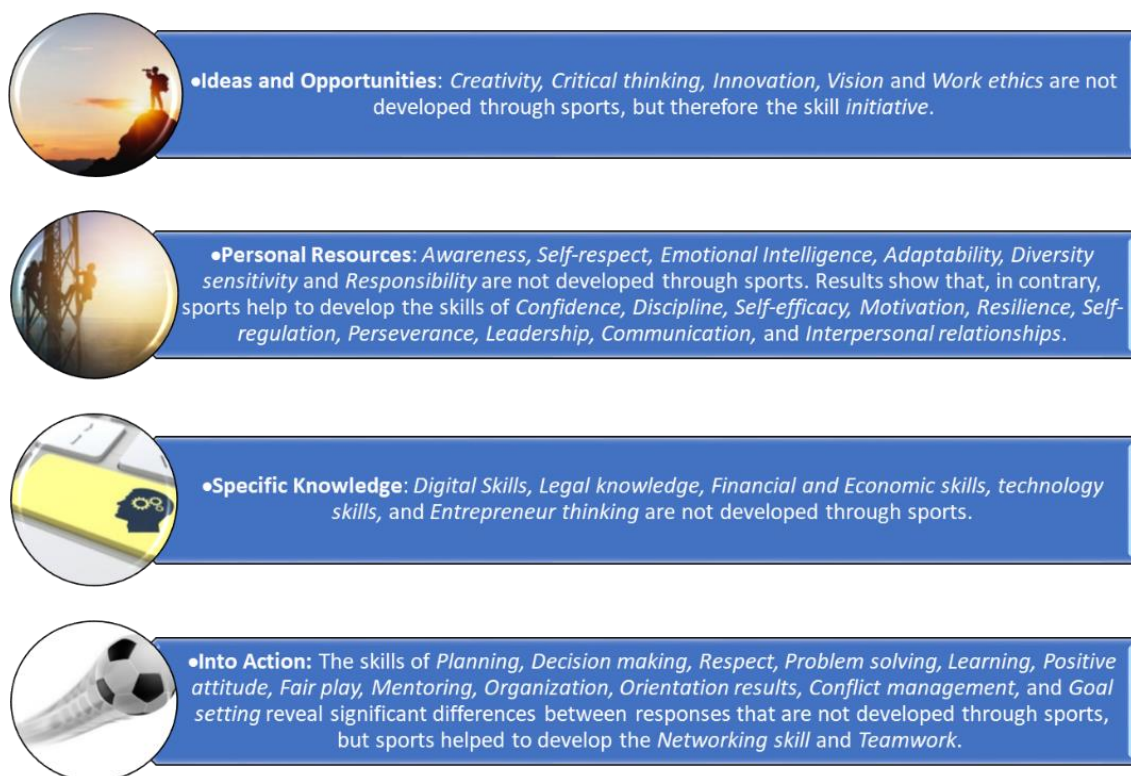 •Ideas and Opportunities: Creativity, Critical thinking, Innovation, Vision and Work ethics are not
developed through sports, but therefore the skill initiative.
•Personal Resources: Awareness, Self-respect, Emotional Intelligence, Adaptability, Diversity
sensitivity and Responsibility are not developed through sports. Results show that, in contrary,
sports help to develop the skills of Confidence, Discipline, Self-efficacy, Motivation, Resilience, Self-
regulation, Perseverance, Leadership, Communication, and Interpersonal relationships.
•Specific Knowledge: Digital Skills, Legal knowledge, Financial and Economic skills, technology
skills, and Entrepreneur thinking are not developed through sports.
•Into Action: The skills of Planning, Decision making, Respect, Problem solving, Learning, Positive
attitude, Fair play, Mentoring, Organization, Orientation results, Conflict management, and Goal
setting reveal significant differences between responses that are not developed through sports,
but sports helped to develop the Networking skill and Teamwork.